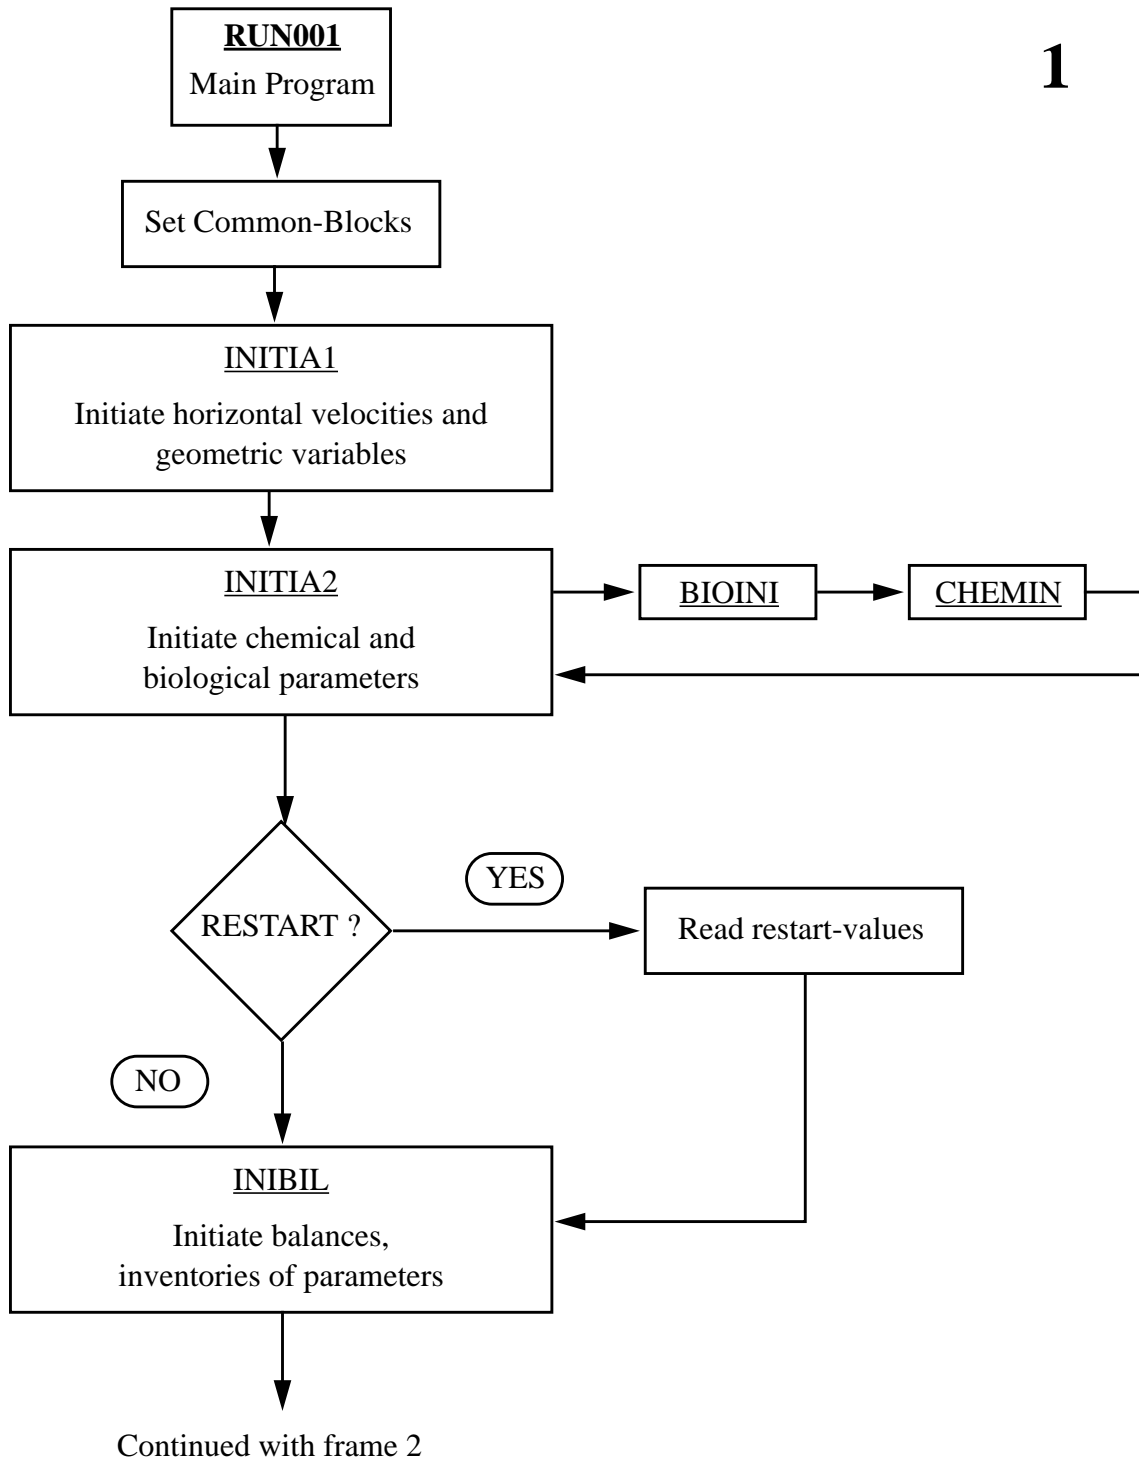 RUN001
Main Program
1
Set Common-Blocks
INITIA1
Initiate horizontal velocities and
geometric variables
INITIA2
Initiate chemical and
biological parameters
BIOINI
CHEMIN
RESTART ?
YES
Read restart-values
NO
INIBIL
Initiate balances,
inventories of parameters
Continued with frame 2